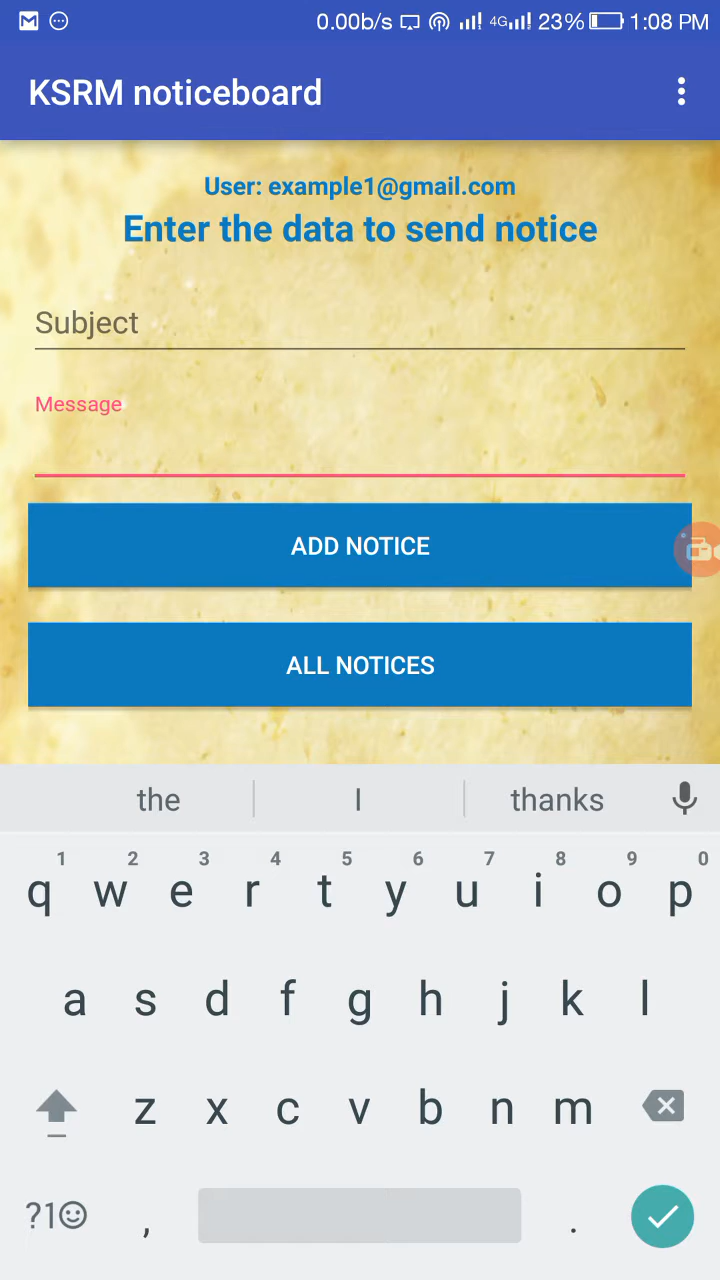 0.00b/s 4G 23% 1:08 PM
KSRM noticeboard
User: example1@gmail.com
Enter the data to send notice
Subject
Message
ADD NOTICE
ALL NOTICES
the I thanks
1 2 3 4 5 6 7 8 9 0
q w e r t y u i o p
a s d f g h j k l
z x c v b n m
?1☺ , .